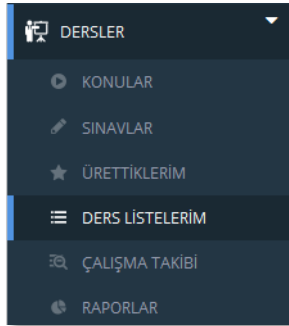 DERSLER
KONULAR
SINAVLAR
ÜRETTİKLERİM
DERS LİSTELERİM
ÇALIŞMA TAKİBİ
RAPORLAR